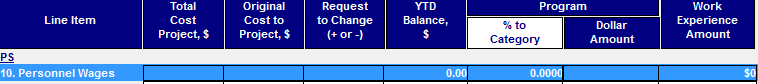 Line Item
Total Cost Project, $
Original Cost to Project, $
Request to Change (+ or -)
YTD Balance, $
Program
% to Category
Dollar Amount
Work Experience Amount
PS
10. Personnel Wages 0.00 0.0000 $0